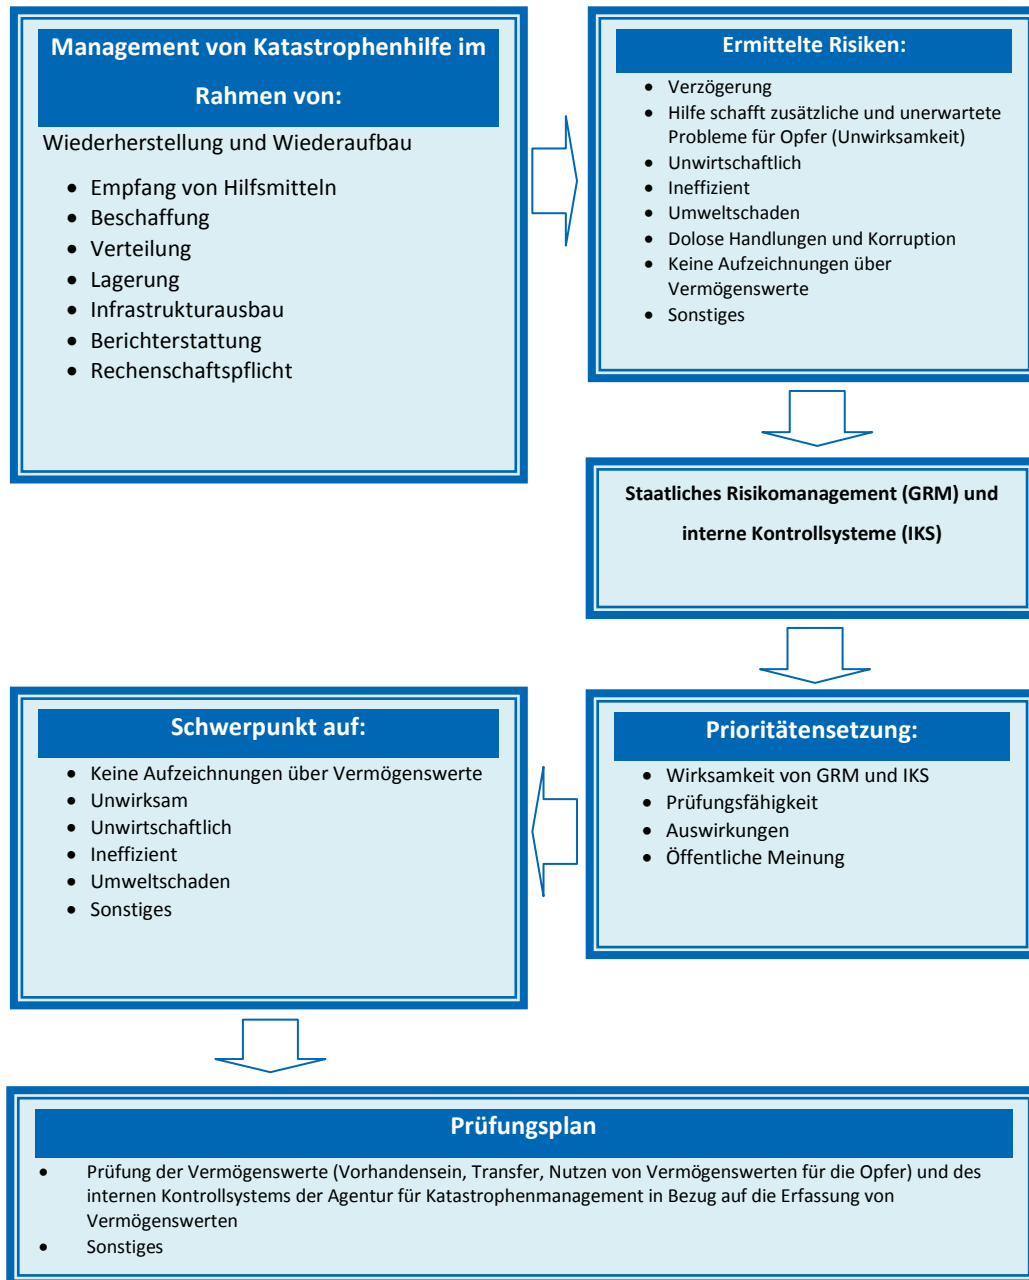 Management von Katastrophenhilfe im
Rahmen von:
Wiederherstellung und Wiederaufbau
• Empfang von Hilfsmitteln
• Beschaffung
• Verteilung
• Lagerung
• Infrastrukturausbau
• Berichterstattung
• Rechenschaftspflicht
Ermittelte Risiken:
• Verzögerung
• Hilfe schafft zusätzliche und unerwartete
Probleme für Opfer (Unwirksamkeit)
• Unwirtschaftlich
• Ineffizient
• Umweltschaden
• Dolose Handlungen und Korruption
• Keine Aufzeichnungen über
Vermögenswerte
• Sonstiges
Staatliches Risikomanagement (GRM) und
interne Kontrollsysteme (IKS)
Prioritätensetzung:
• Wirksamkeit von GRM und IKS
• Prüfungsfähigkeit
• Auswirkungen
• Öffentliche Meinung
Schwerpunkt auf:
• Keine Aufzeichnungen über Vermögenswerte
• Unwirksam
• Unwirtschaftlich
• Ineffizient
• Umweltschaden
• Sonstiges
Prüfungsplan
• Prüfung der Vermögenswerte (Vorhandensein, Transfer, Nutzen von Vermögenswerten für die Opfer) und des
internen Kontrollsystems der Agentur für Katastrophenmanagement in Bezug auf die Erfassung von
Vermögenswerten
• Sonstiges